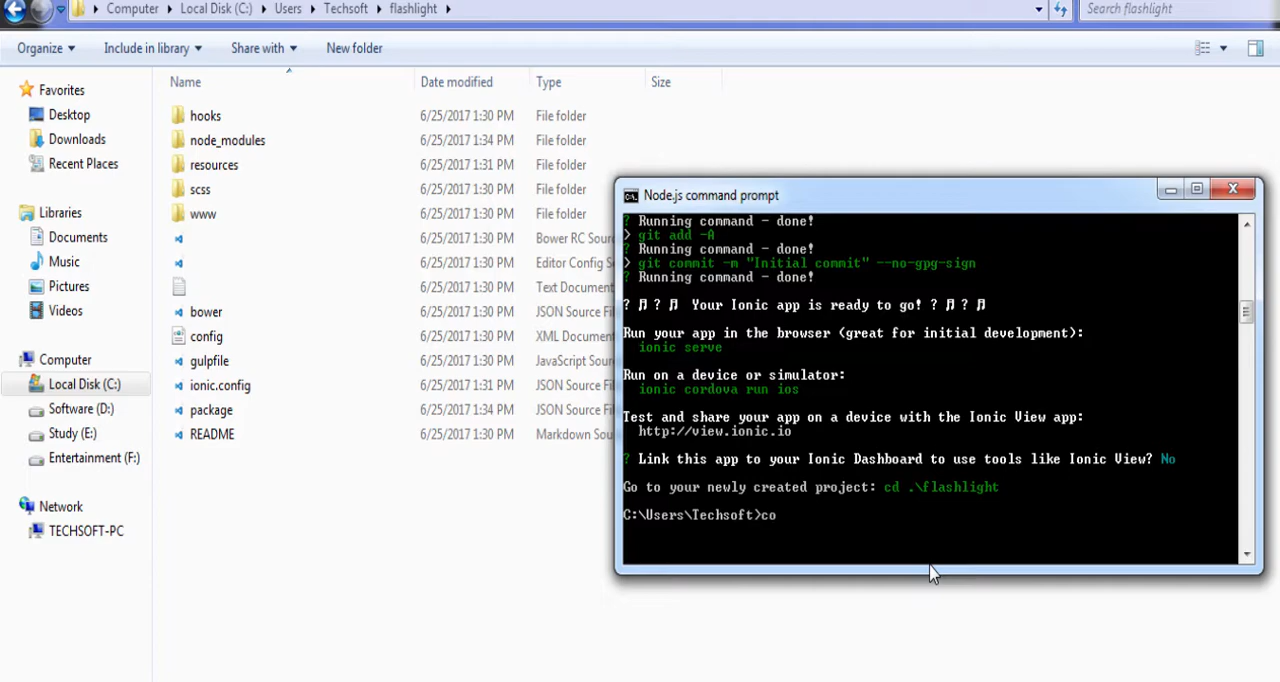 Computer Local Disk (C:) Users Techsoft flashlight Search flashlight
Organize Include in library Share with New folder
Name Date modified Type Size
Favorites
Desktop
Downloads
Recent Places
Libraries
Documents
Music
Pictures
Videos
Computer
Local Disk (C:)
Software (D:)
Study (E:)
Entertainment (F:)
Network
TECHSOFT-PC
hooks 6/25/2017 1:30 PM File folder
node_modules 6/25/2017 1:34 PM File folder
resources 6/25/2017 1:31 PM File folder
scss 6/25/2017 1:30 PM File folder
www 6/25/2017 1:30 PM File folder
6/25/2017 1:30 PM Bower RC Sour
6/25/2017 1:30 PM Editor Config S
6/25/2017 1:30 PM Text Document
bower 6/25/2017 1:30 PM JSON Source F
config 6/25/2017 1:30 PM XML Documen
gulpfile 6/25/2017 1:30 PM JavaScript Sou
ionic.config 6/25/2017 1:31 PM JSON Source F
package 6/25/2017 1:34 PM JSON Source F
README 6/25/2017 1:30 PM Markdown Sou
Node.js command prompt
? Running command - done!
> git add -A
? Running command - done!
> git commit -m "Initial commit" --no-gpg-sign
? Running command - done!
? ♫ ? ♫ Your Ionic app is ready to go! ? ♫ ? ♫
Run your app in the browser (great for initial development):
ionic serve
Run on a device or simulator:
ionic cordova run ios
Test and share your app on a device with the Ionic View app:
http://view.ionic.io
? Link this app to your Ionic Dashboard to use tools like Ionic View? No
Go to your newly created project: cd .\flashlight
C:\Users\Techsoft>co